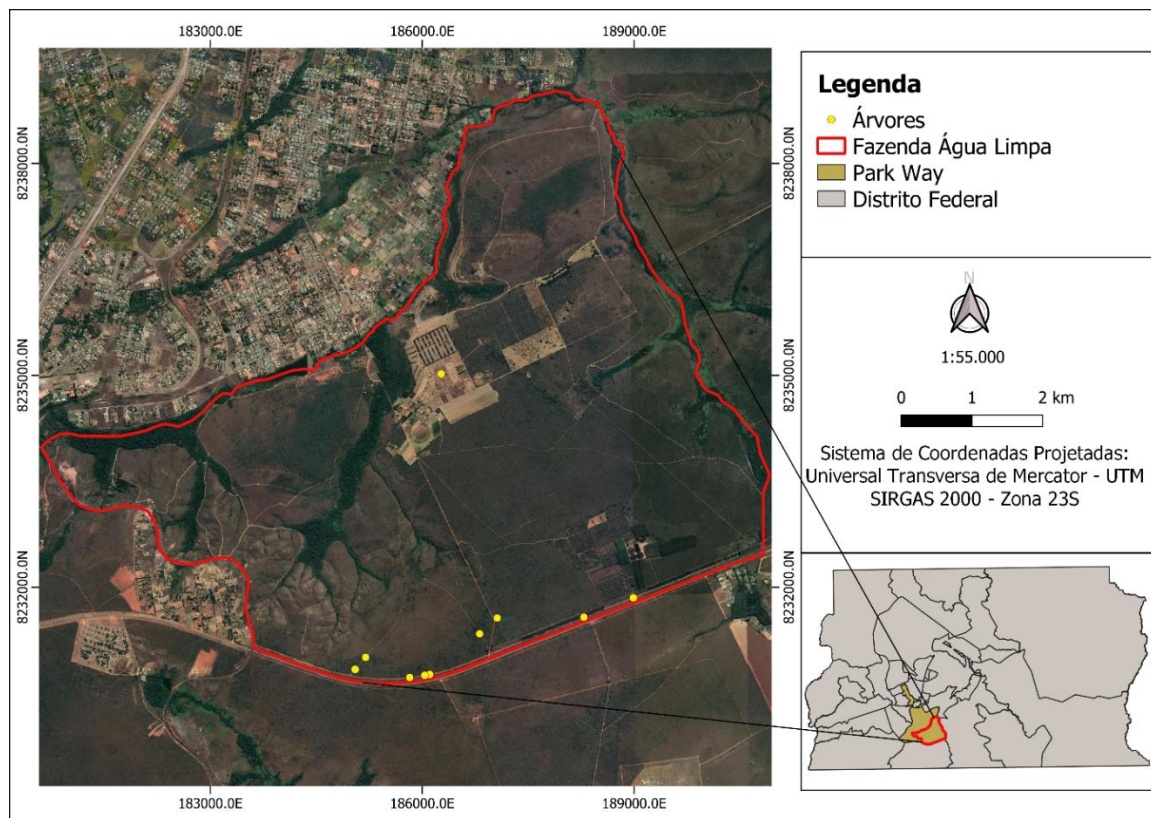 183000.0E 186000.0E 189000.0E
8238000.0N 8238000.0N
8235000.0N 8235000.0N
8232000.0N 8232000.0N
183000.0E 186000.0E 189000.0E
Legenda
Árvores
Fazenda Água Limpa
Park Way
Distrito Federal
N
1:55.000
0 1 2 km
Sistema de Coordenadas Projetadas:
Universal Transversa de Mercator - UTM
SIRGAS 2000 - Zona 23S